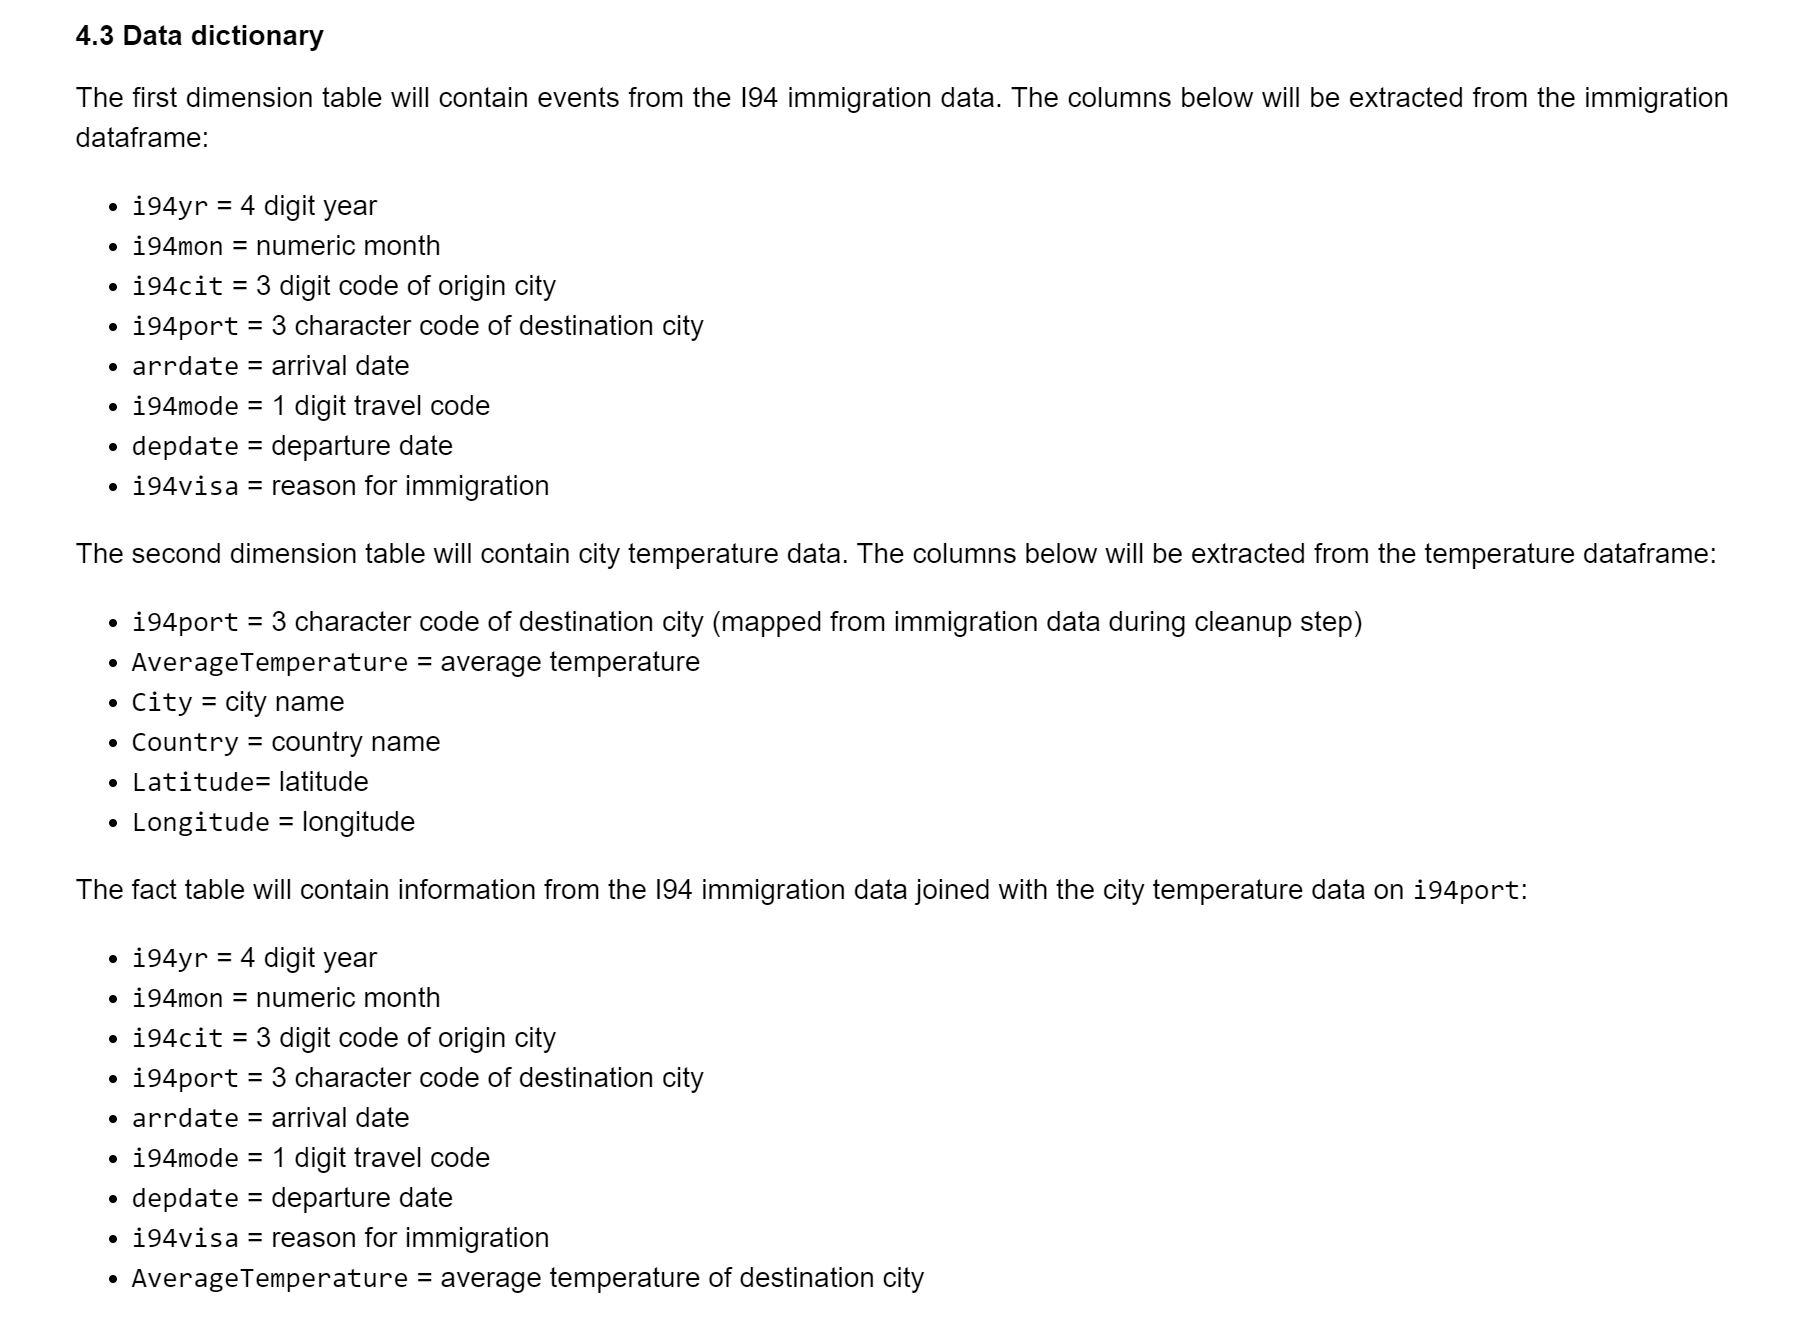 4.3 Data dictionary
The first dimension table will contain events from the I94 immigration data. The columns below will be extracted from the immigration
dataframe:
• i94yr = 4 digit year
• i94mon = numeric month
• i94cit = 3 digit code of origin city
• i94port = 3 character code of destination city
• arrdate = arrival date
• i94mode = 1 digit travel code
• depdate = departure date
• i94visa = reason for immigration
The second dimension table will contain city temperature data. The columns below will be extracted from the temperature dataframe:
• i94port = 3 character code of destination city (mapped from immigration data during cleanup step)
• AverageTemperature = average temperature
• City = city name
• Country = country name
• Latitude= latitude
• Longitude = longitude
The fact table will contain information from the I94 immigration data joined with the city temperature data on i94port:
• i94yr = 4 digit year
• i94mon = numeric month
• i94cit = 3 digit code of origin city
• i94port = 3 character code of destination city
• arrdate = arrival date
• i94mode = 1 digit travel code
• depdate = departure date
• i94visa = reason for immigration
• AverageTemperature = average temperature of destination city